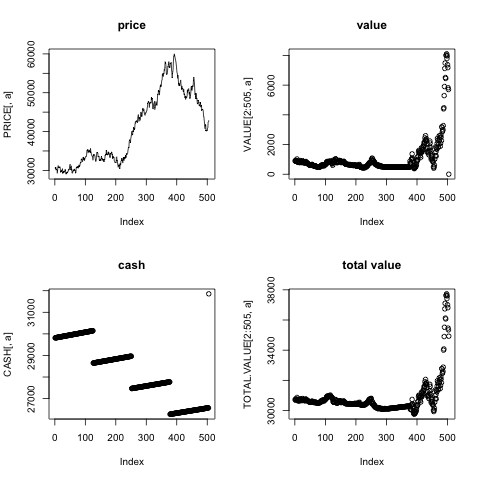 price
PRICE[, a]
30000 40000 50000 60000
0 100 200 300 400 500
Index
value
VALUE[2:505, a]
0 2000 6000
0 100 200 300 400 500
Index
cash
CASH[, a]
27000 29000 31000
0 100 200 300 400 500
Index
total value
TOTAL.VALUE[2:505, a]
30000 34000 38000
0 100 200 300 400 500
Index